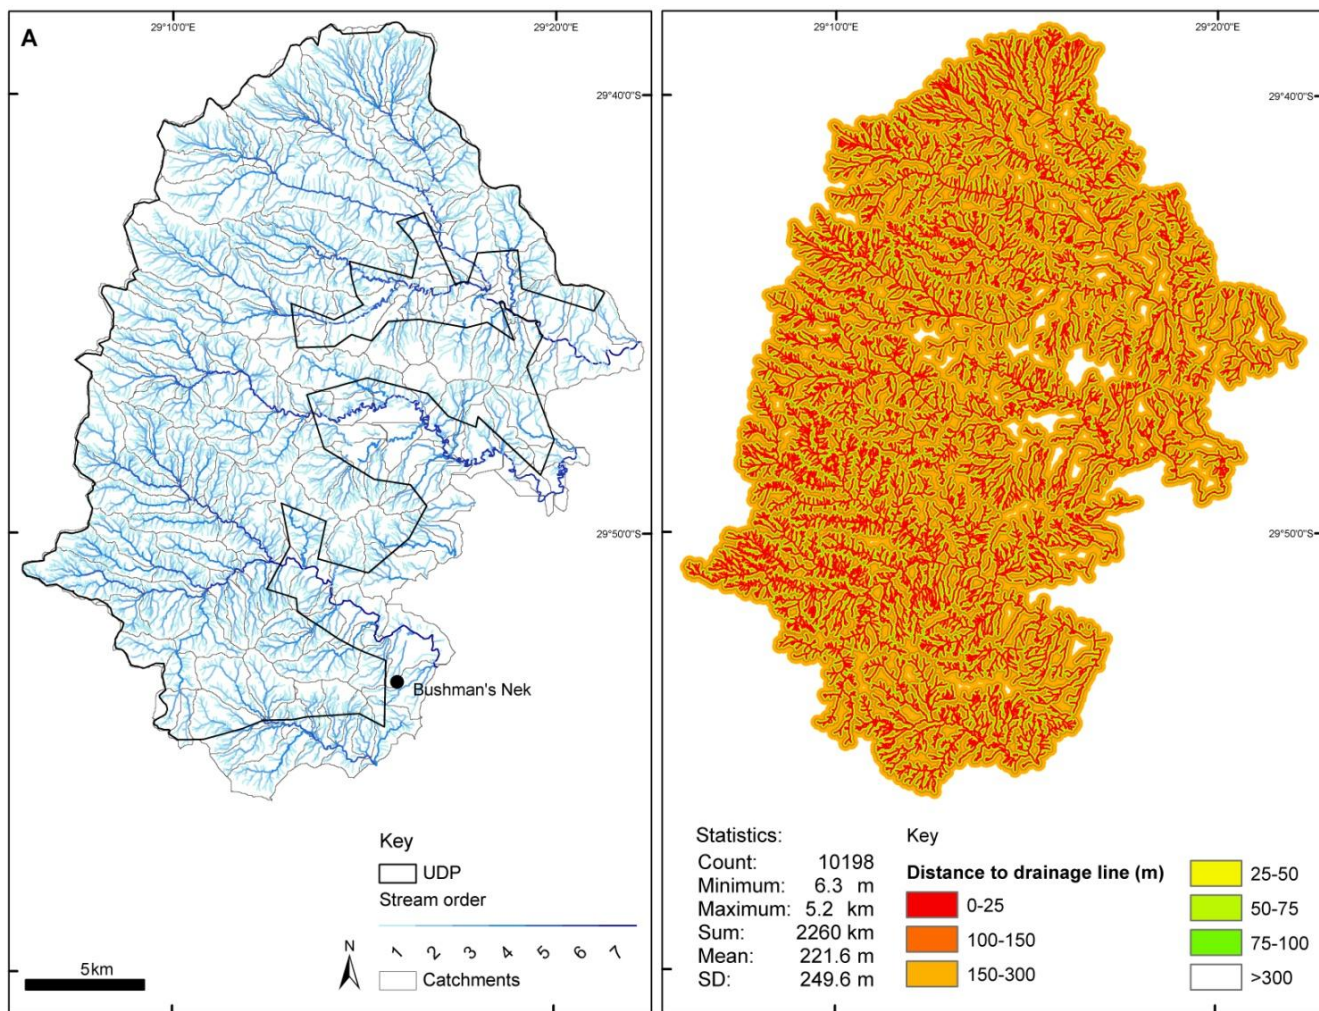 A
29°10'0"E
29°20'0"E
29°40'0"S
29°50'0"S
Bushman's Nek
Key
UDP
Stream order
1 2 3 4 5 6 7
N
Catchments
5km
29°10'0"E
29°20'0"E
29°40'0"S
29°50'0"S
Statistics:
Count: 10198
Minimum: 6.3 m
Maximum: 5.2 km
Sum: 2260 km
Mean: 221.6 m
SD: 249.6 m
Key
Distance to drainage line (m)
0-25
100-150
150-300
25-50
50-75
75-100
>300